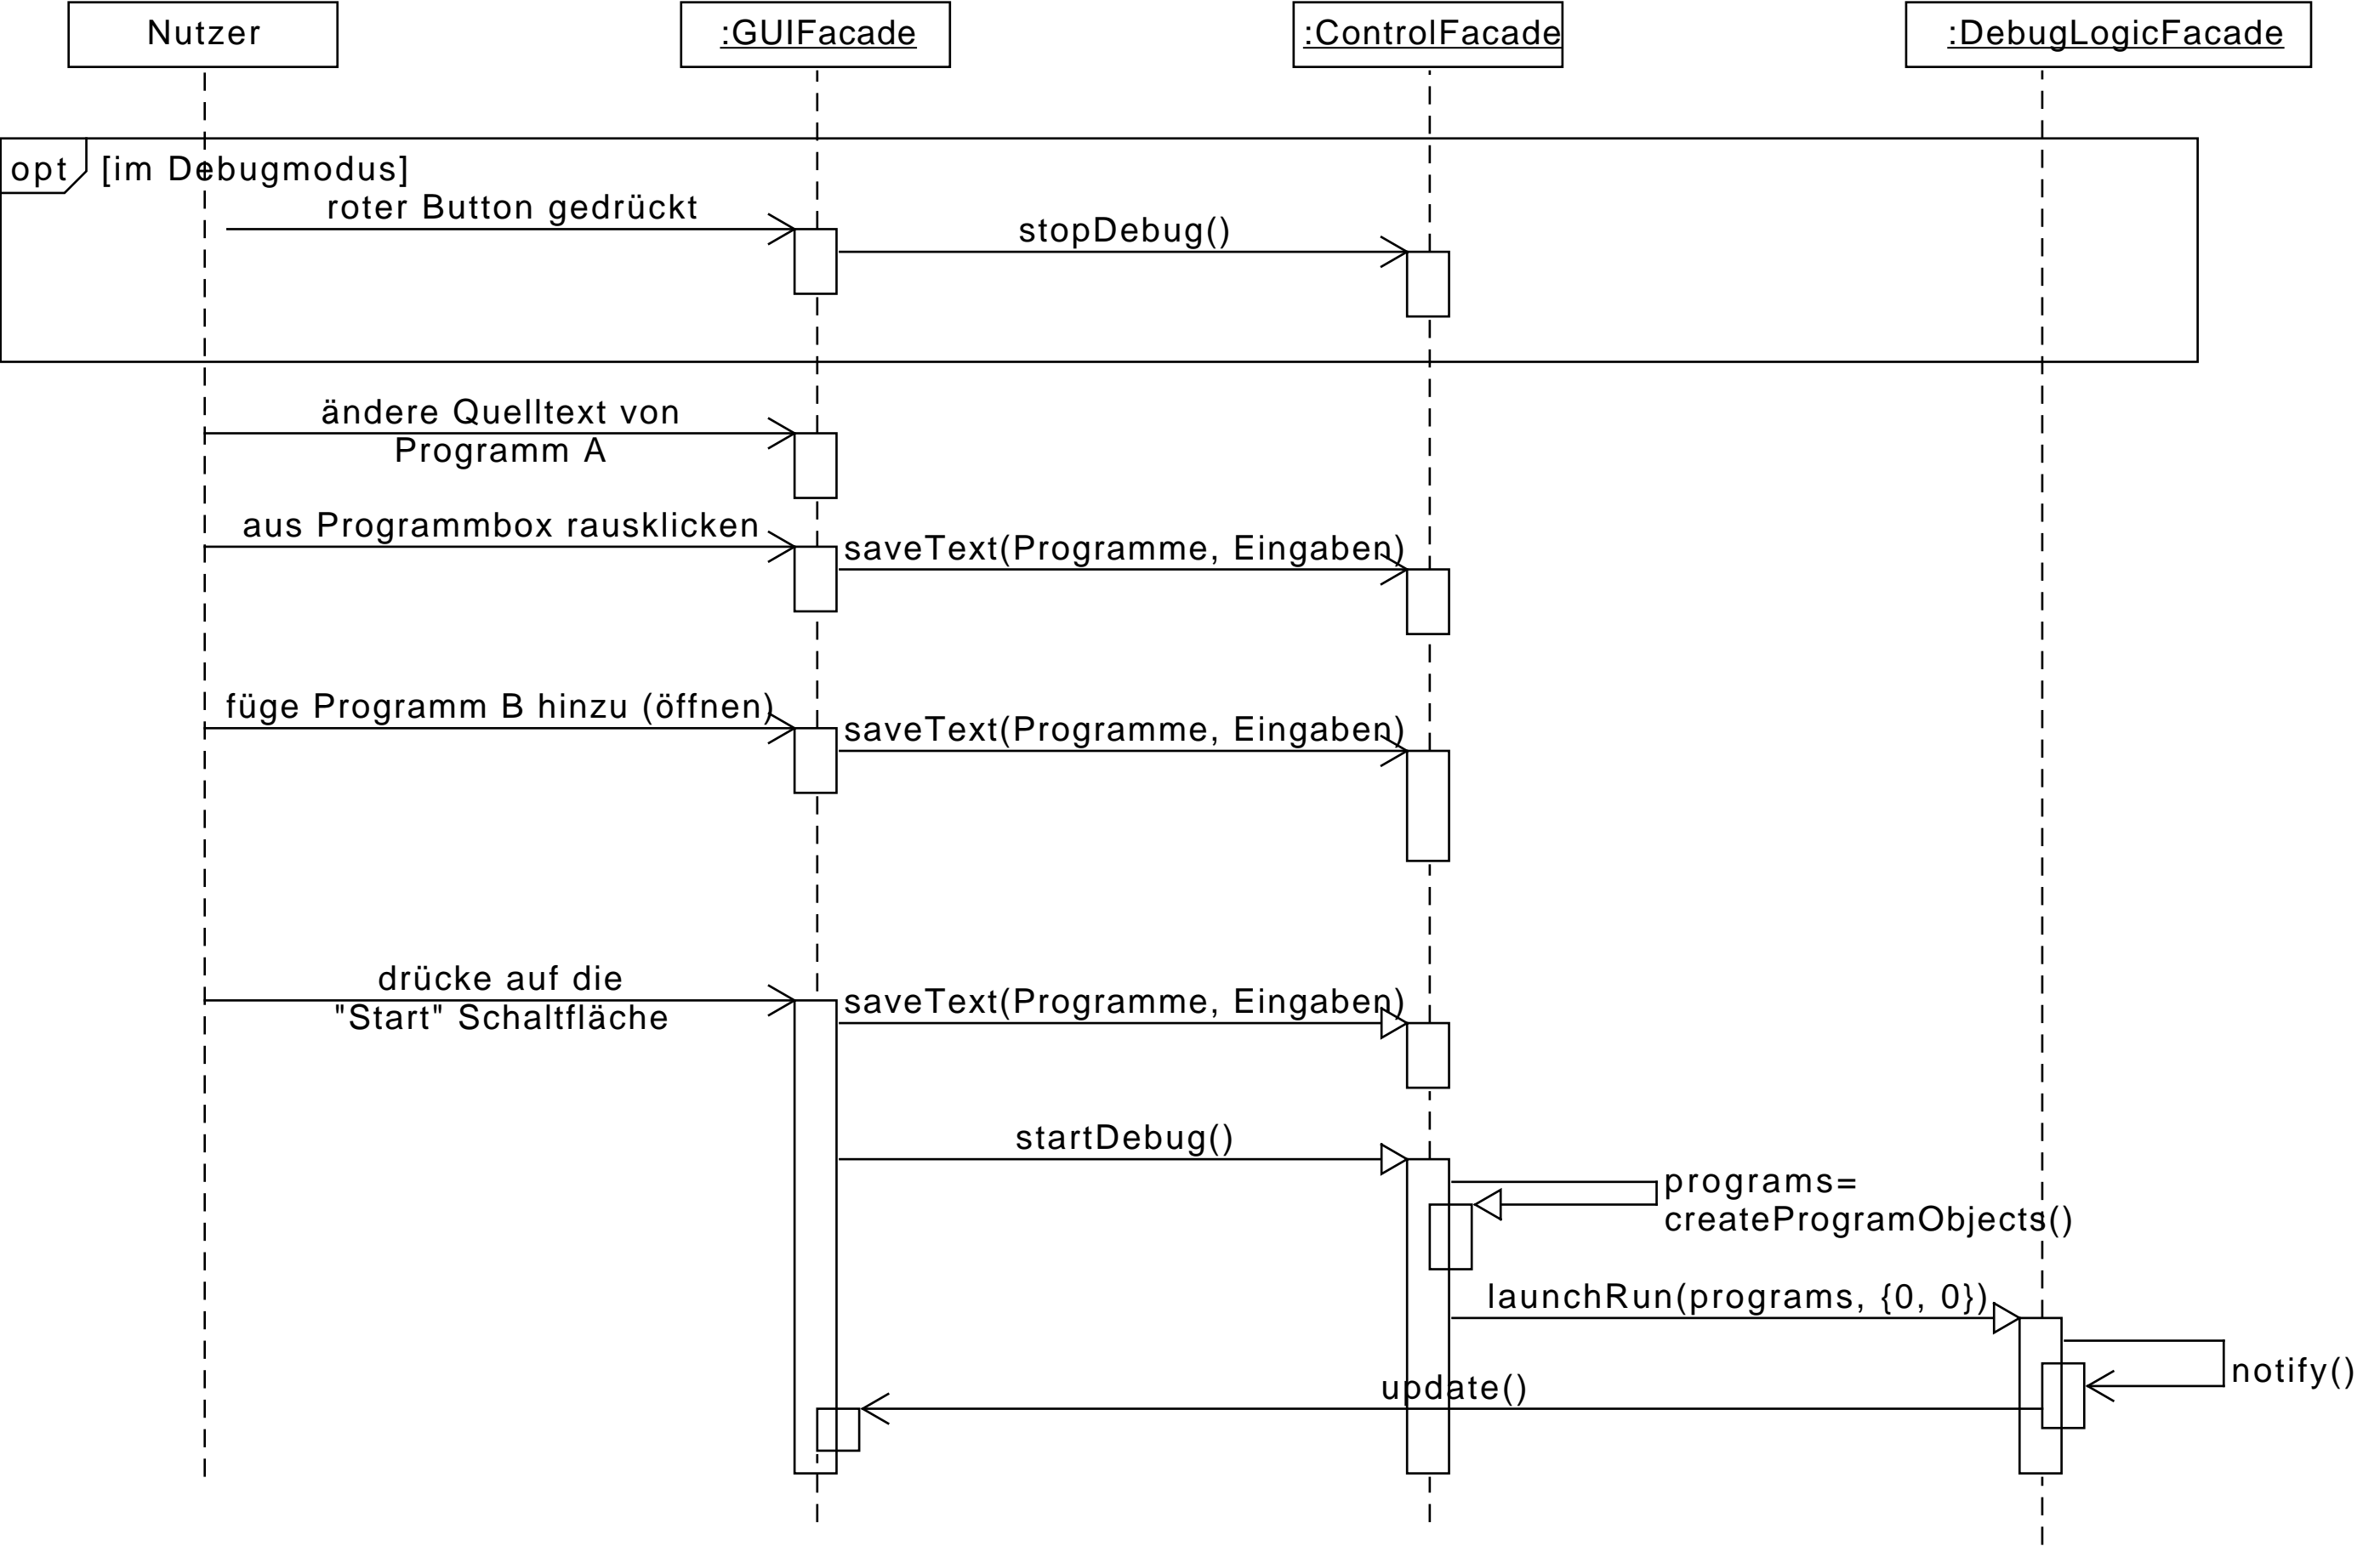 Nutzer
:GUIFacade
:ControlFacade
:DebugLogicFacade
opt
[im Debugmodus]
roter Button gedrückt
stopDebug()
ändere Quelltext von
Programm A
aus Programmbox rausklicken
saveText(Programme, Eingaben)
füge Programm B hinzu (öffnen)
saveText(Programme, Eingaben)
drücke auf die
"Start" Schaltfläche
saveText(Programme, Eingaben)
startDebug()
programs=
createProgramObjects()
launchRun(programs, {0, 0})
notify()
update()